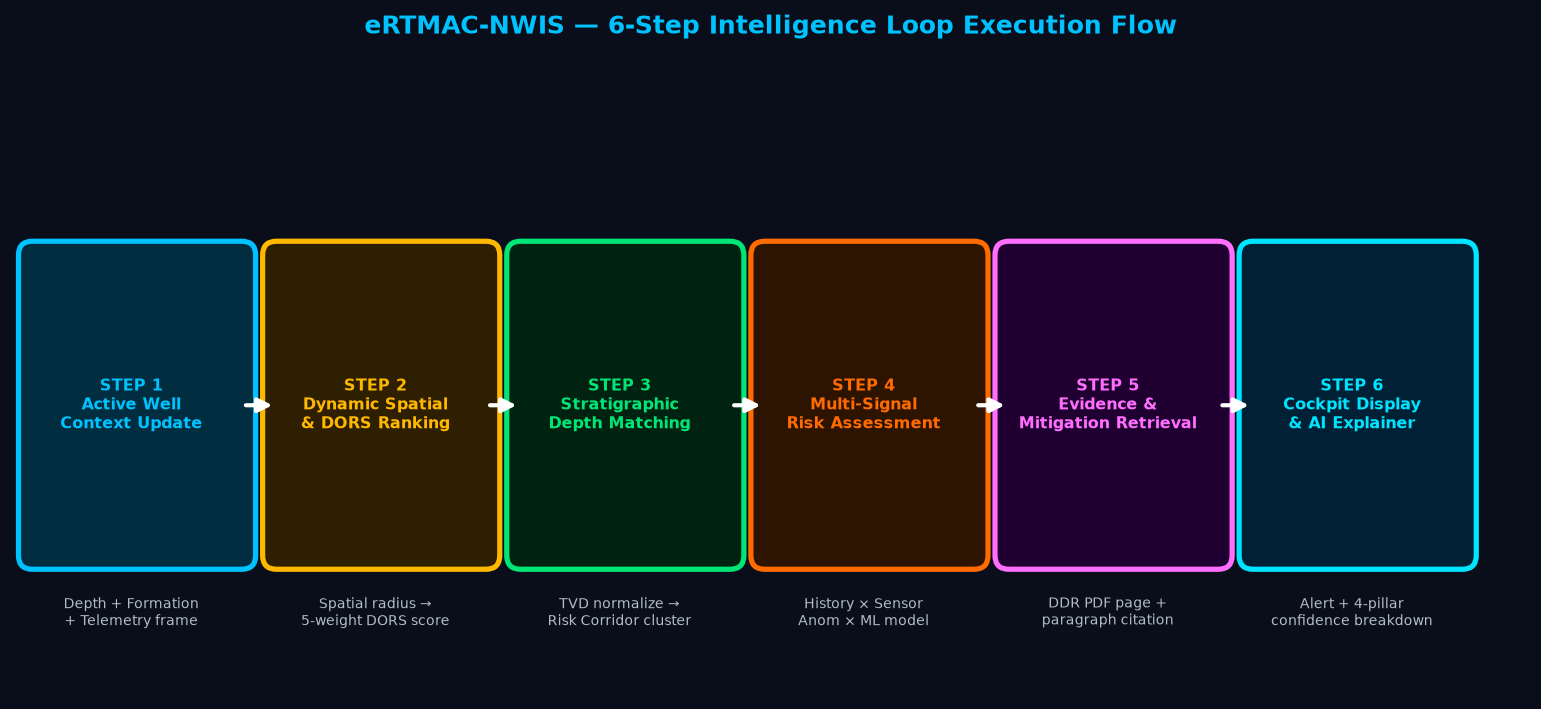 eRTMAC-NWIS — 6-Step Intelligence Loop Execution Flow
STEP 1
Active Well
Context Update
Depth + Formation
+ Telemetry frame
STEP 2
Dynamic Spatial
& DORS Ranking
Spatial radius →
5-weight DORS score
STEP 3
Stratigraphic
Depth Matching
TVD normalize →
Risk Corridor cluster
STEP 4
Multi-Signal
Risk Assessment
History × Sensor
Anom × ML model
STEP 5
Evidence &
Mitigation Retrieval
DDR PDF page +
paragraph citation
STEP 6
Cockpit Display
& AI Explainer
Alert + 4-pillar
confidence breakdown